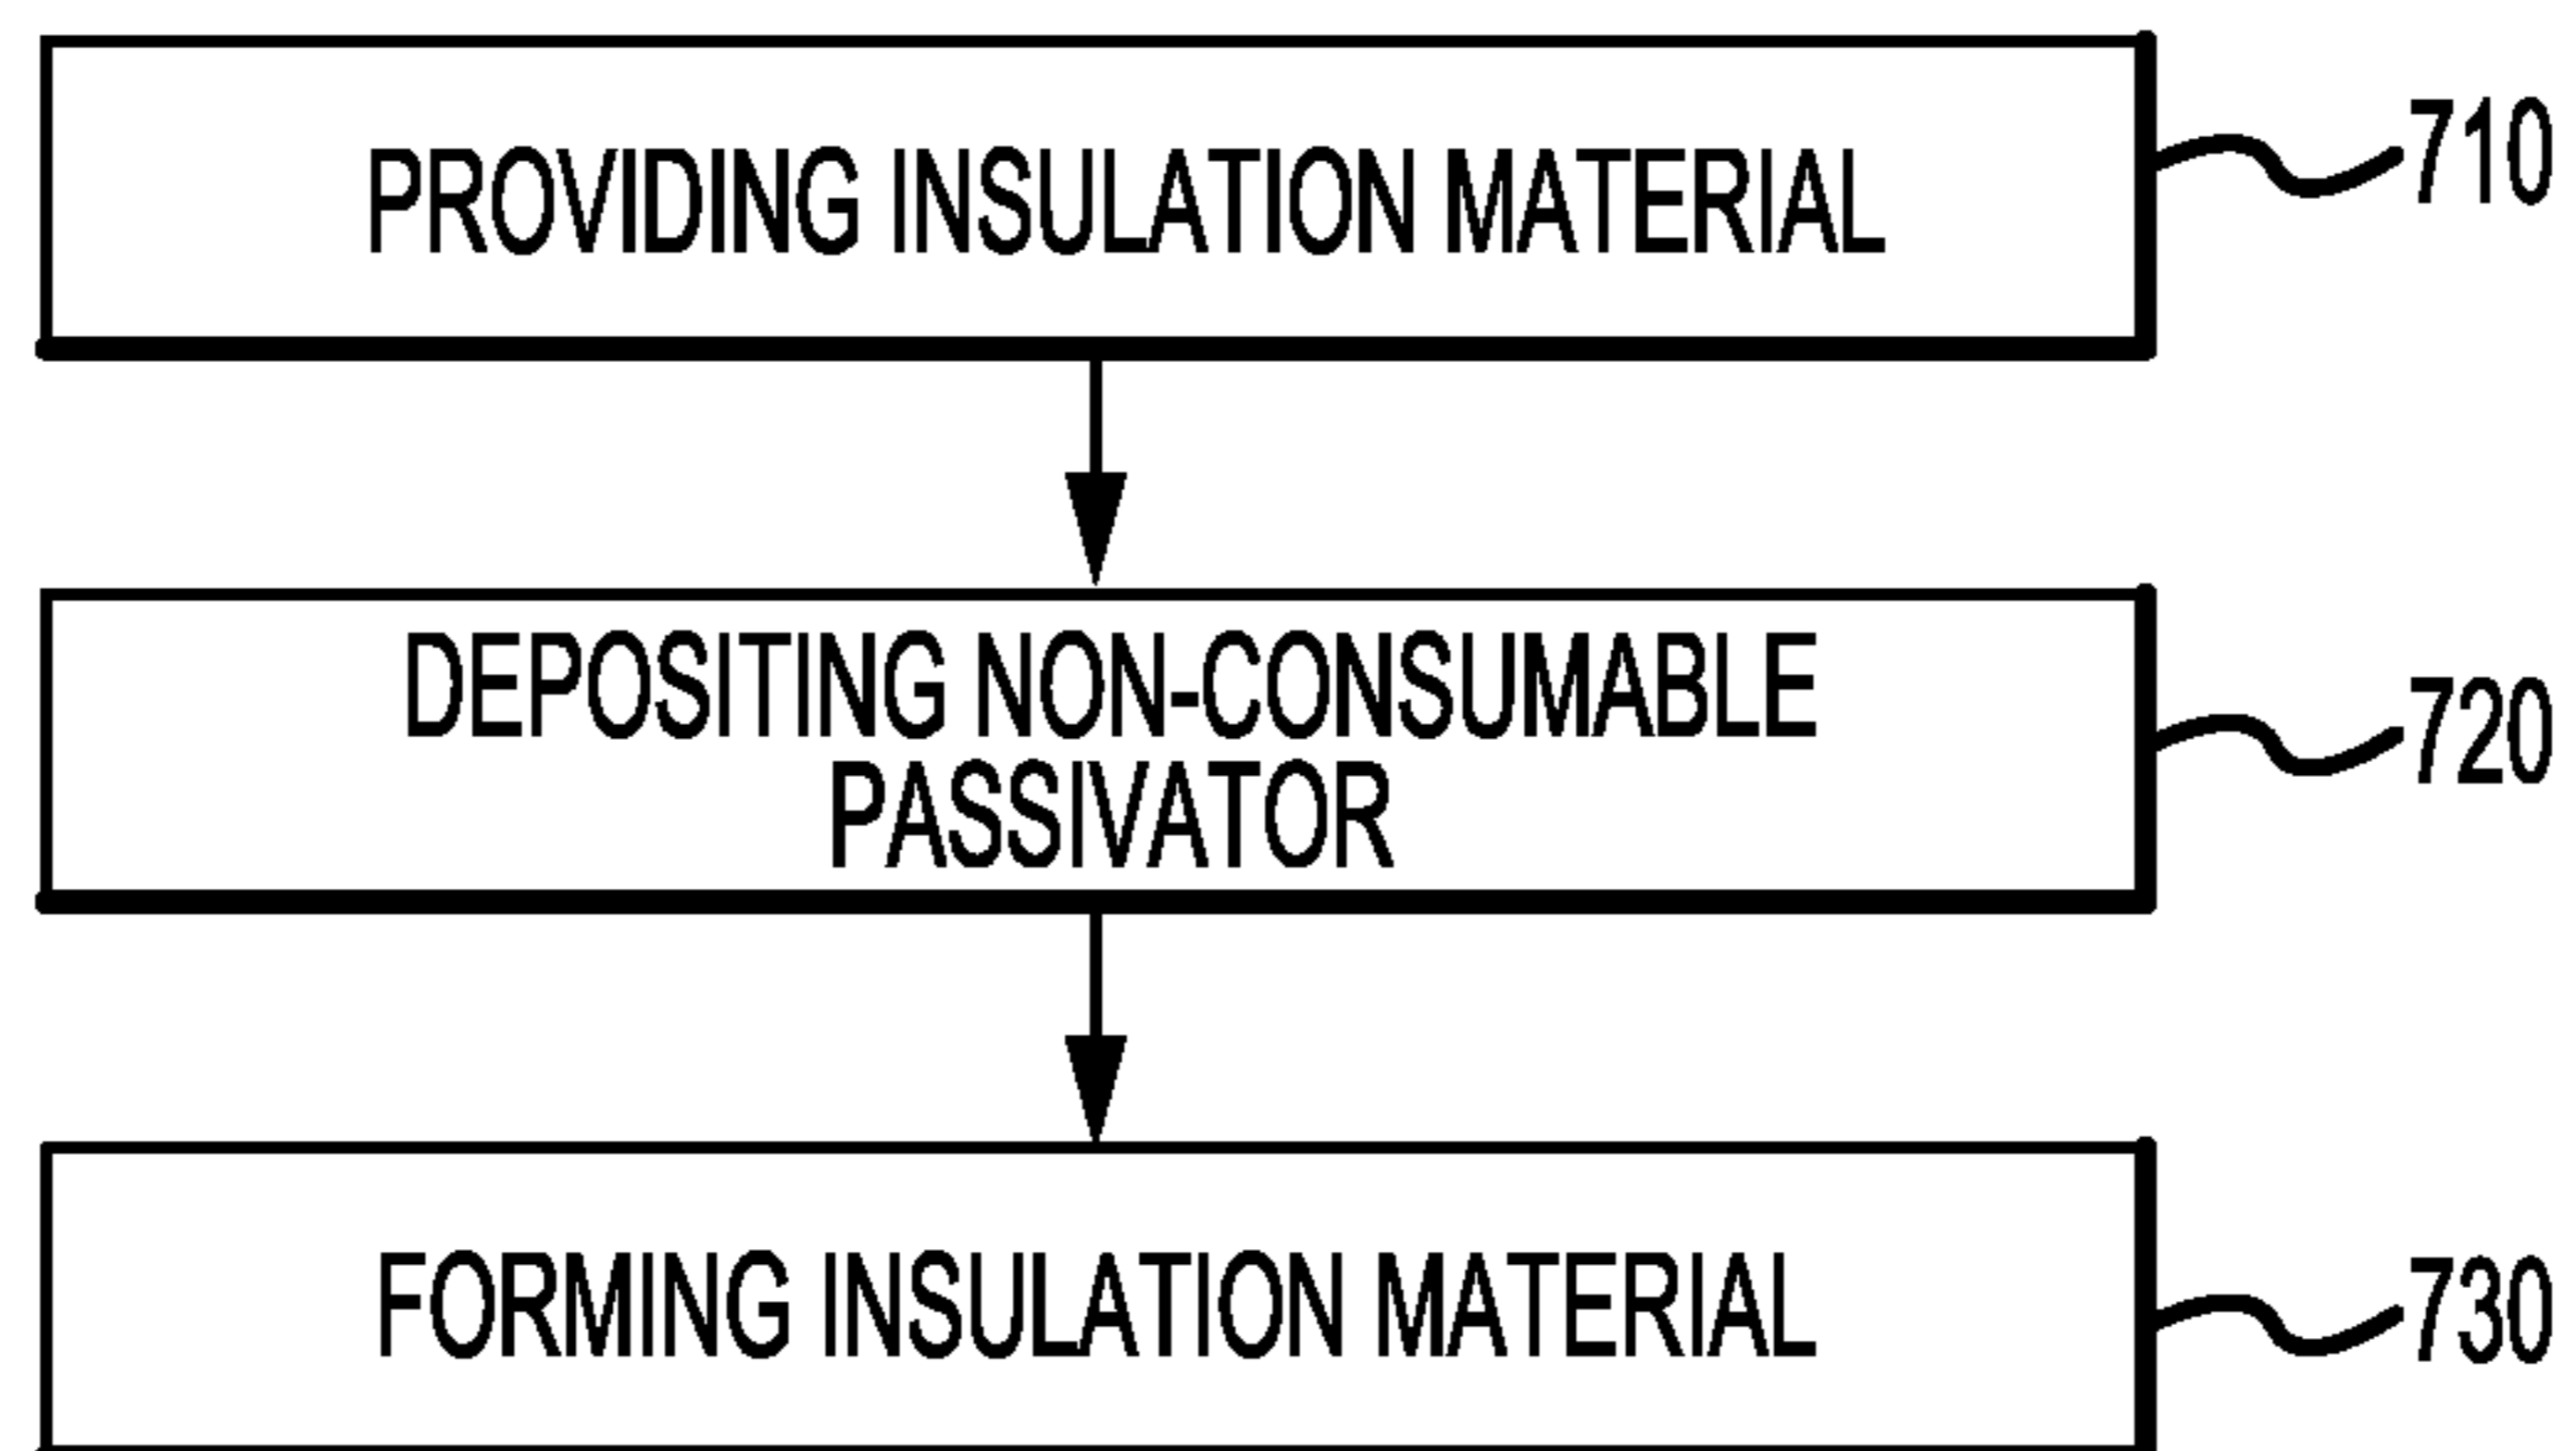 PROVIDING INSULATION MATERIAL
710
DEPOSITING NON-CONSUMABLE
PASSIVATOR
720
FORMING INSULATION MATERIAL
730